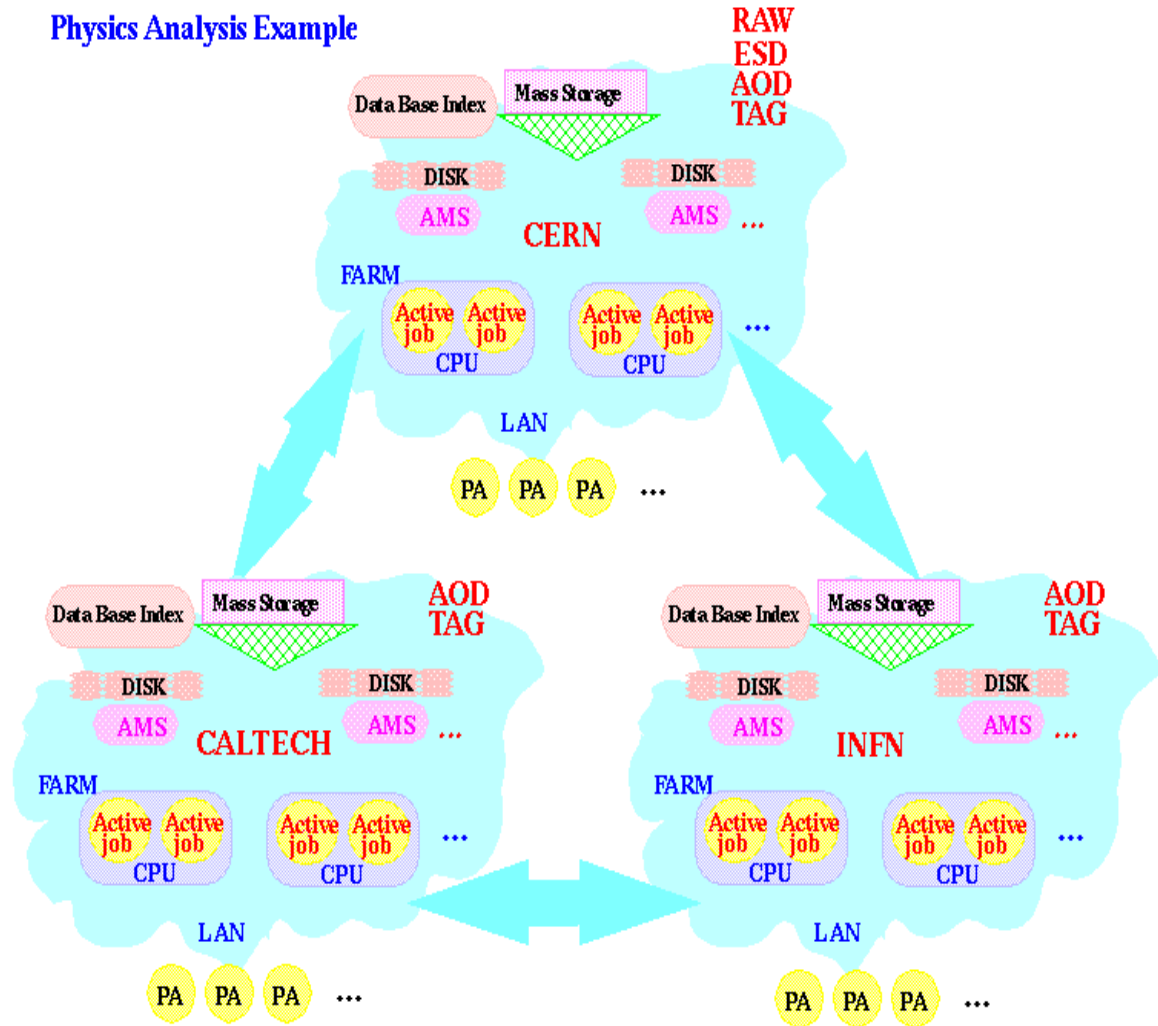 Physics Analysis Example
RAW
ESD
AOD
TAG
Data Base Index
Mass Storage
DISK
DISK
AMS
AMS
...
CERN
FARM
Active job
Active job
Active job
Active job
...
CPU
CPU
LAN
PA PA PA ...
Data Base Index
Mass Storage
AOD
TAG
DISK
DISK
AMS
AMS
...
CALTECH
FARM
Active job
Active job
Active job
Active job
...
CPU
CPU
LAN
PA PA PA ...
Data Base Index
Mass Storage
AOD
TAG
DISK
DISK
AMS
AMS
...
INFN
FARM
Active job
Active job
Active job
Active job
...
CPU
CPU
LAN
PA PA PA ...